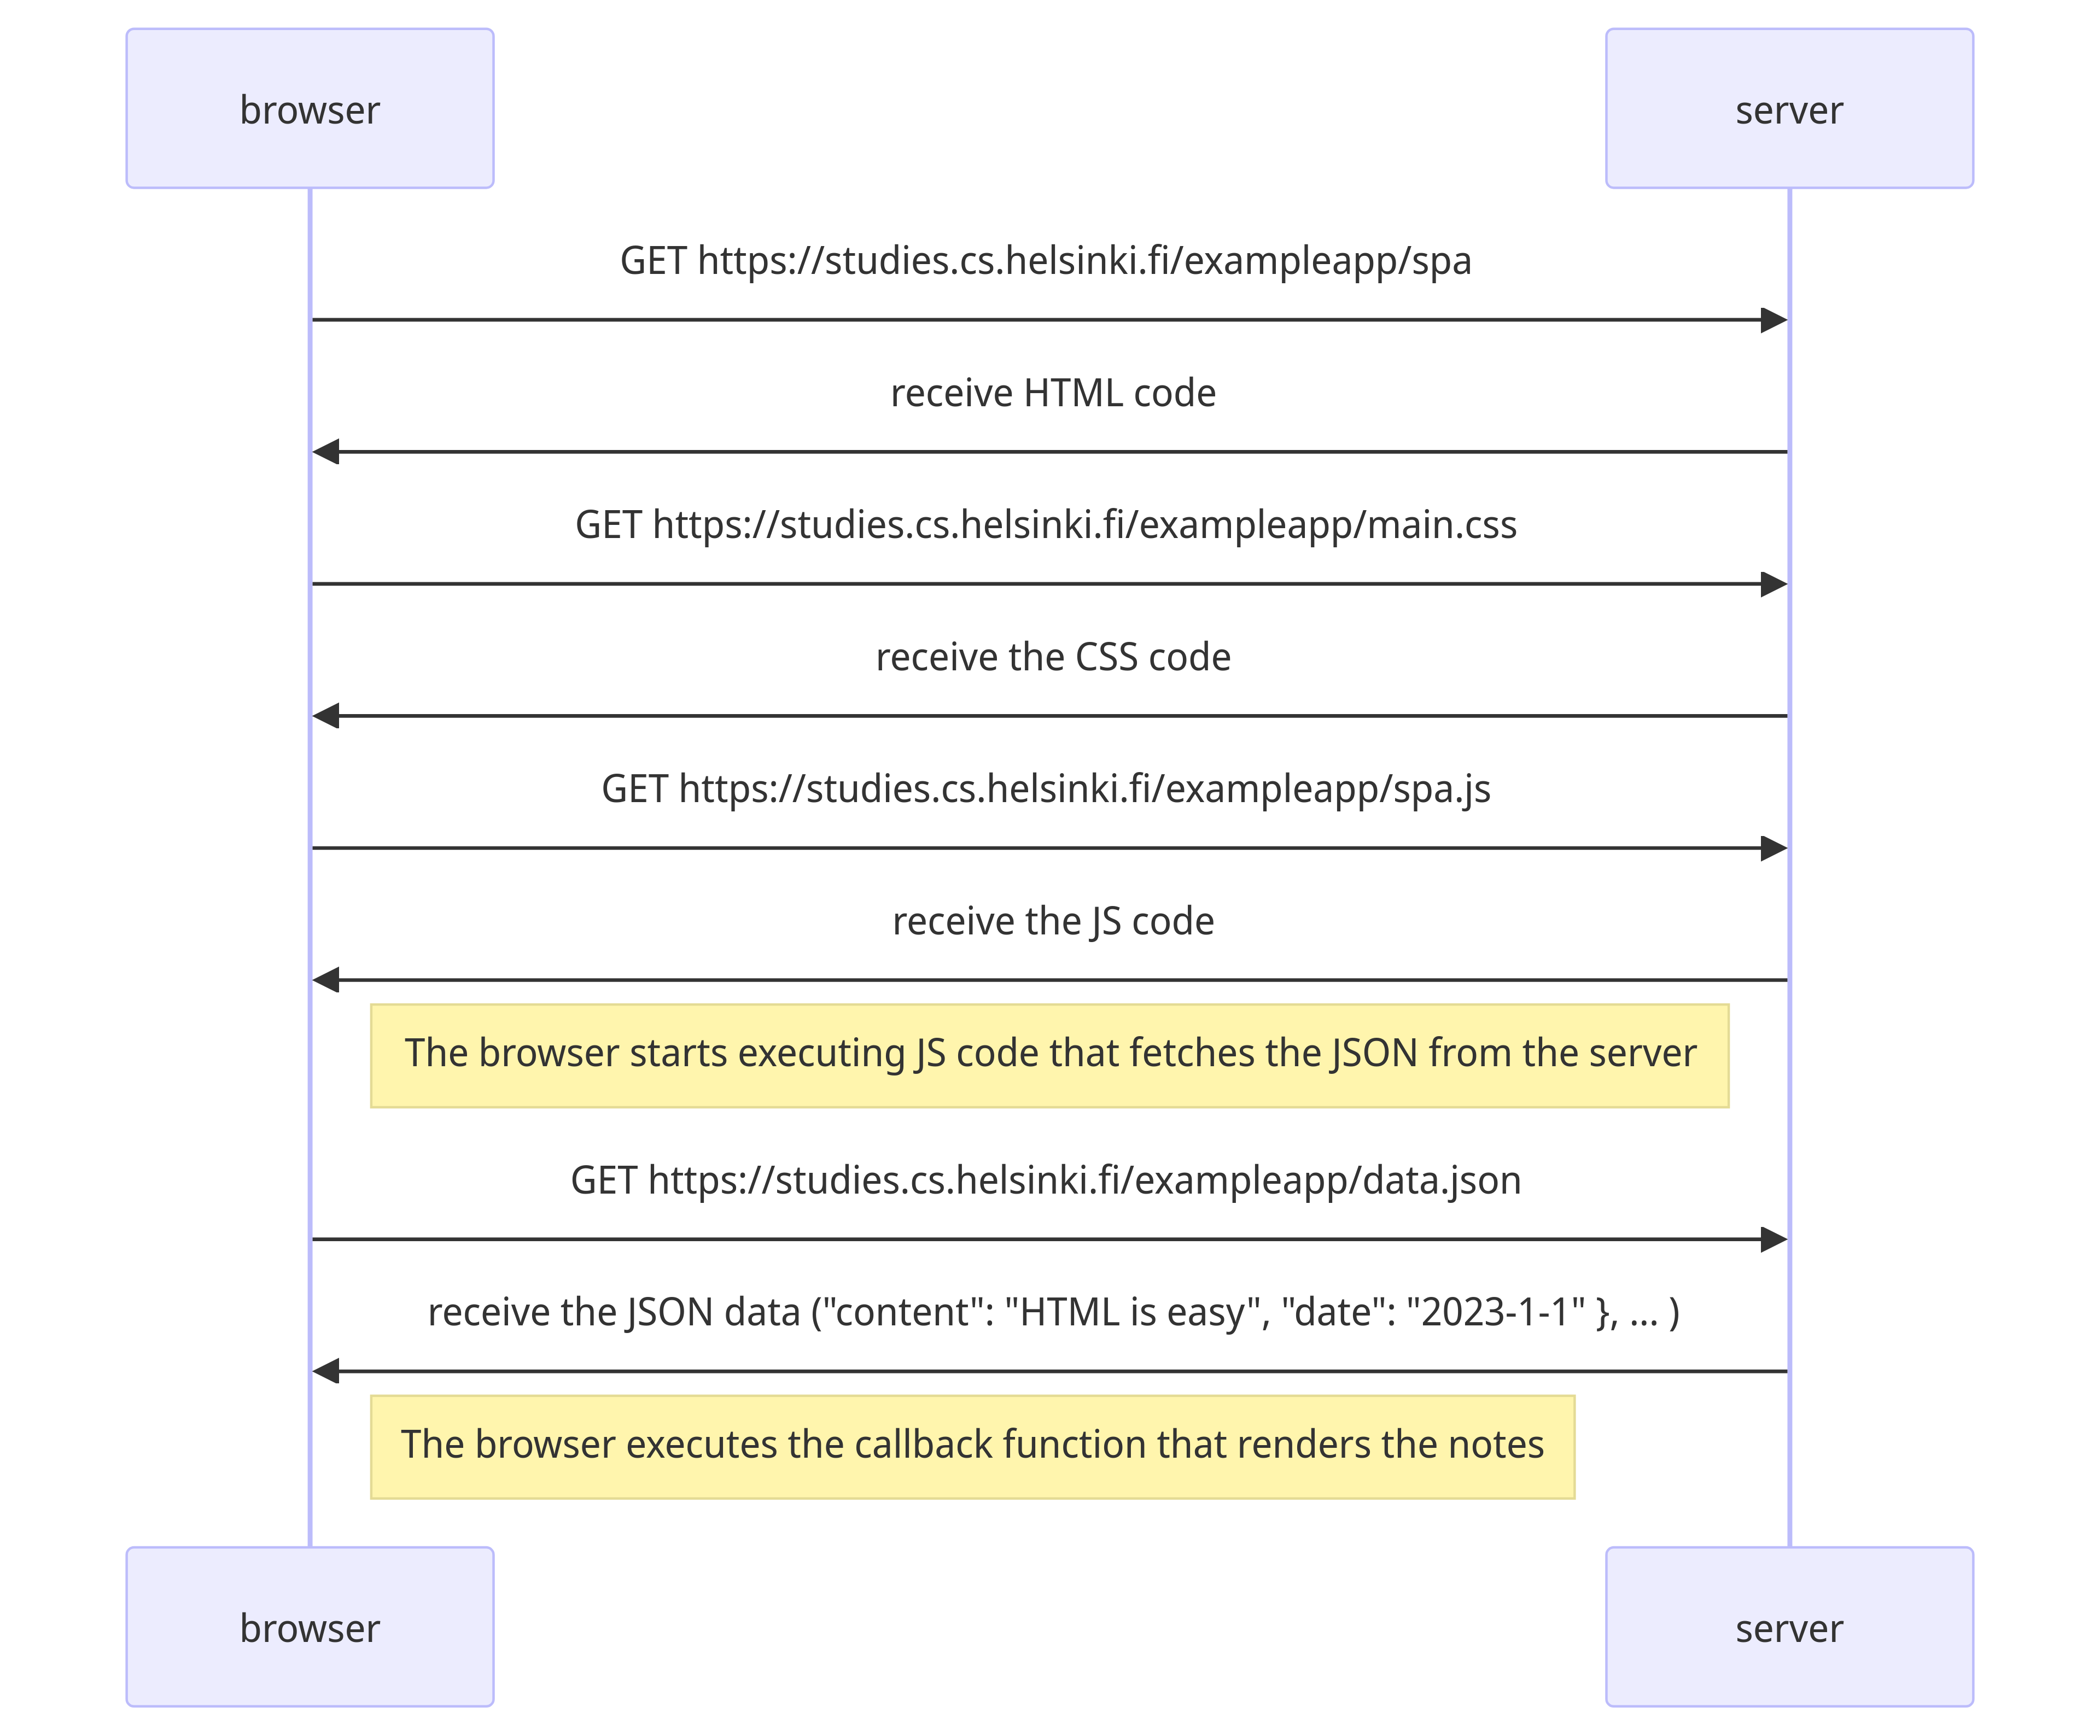 browser
server
GET https://studies.cs.helsinki.fi/exampleapp/spa
receive HTML code
GET https://studies.cs.helsinki.fi/exampleapp/main.css
receive the CSS code
GET https://studies.cs.helsinki.fi/exampleapp/spa.js
receive the JS code
The browser starts executing JS code that fetches the JSON from the server
GET https://studies.cs.helsinki.fi/exampleapp/data.json
receive the JSON data ("content": "HTML is easy", "date": "2023-1-1" }, ... )
The browser executes the callback function that renders the notes
browser
server